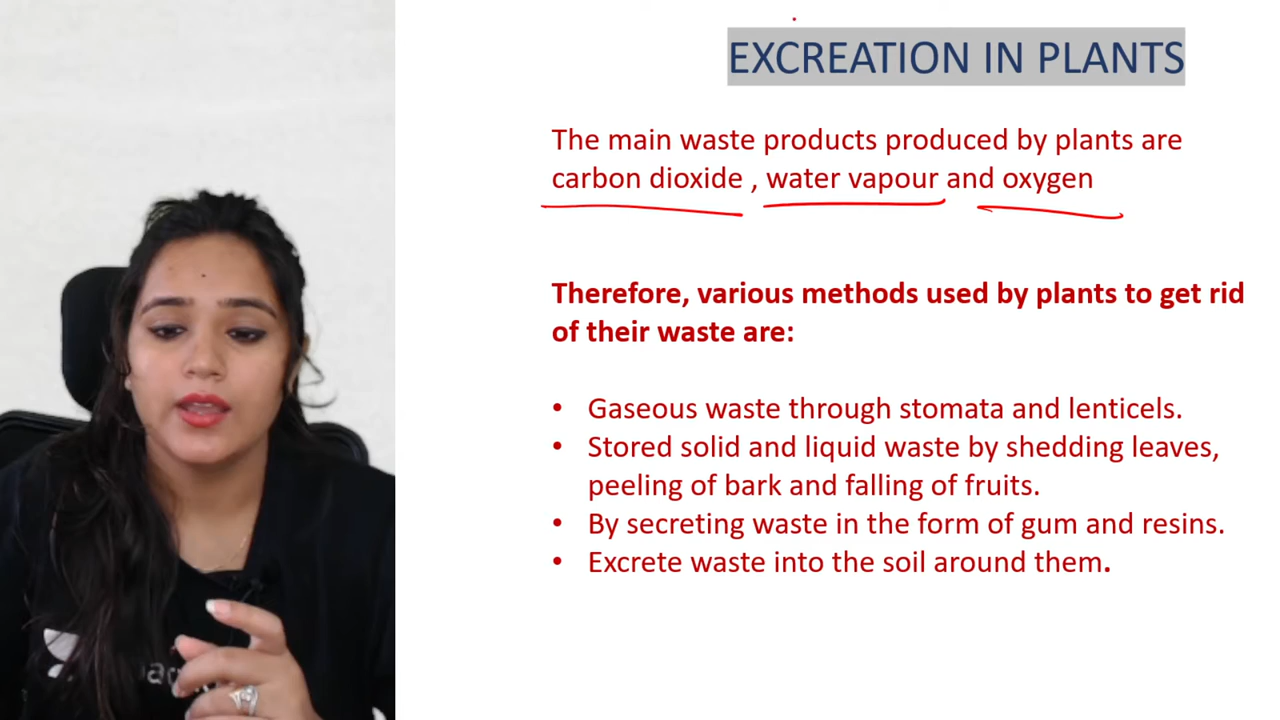 EXCREATION IN PLANTS
The main waste products produced by plants are
carbon dioxide , water vapour and oxygen
Therefore, various methods used by plants to get rid
of their waste are:
• Gaseous waste through stomata and lenticels.
• Stored solid and liquid waste by shedding leaves,
peeling of bark and falling of fruits.
• By secreting waste in the form of gum and resins.
• Excrete waste into the soil around them.